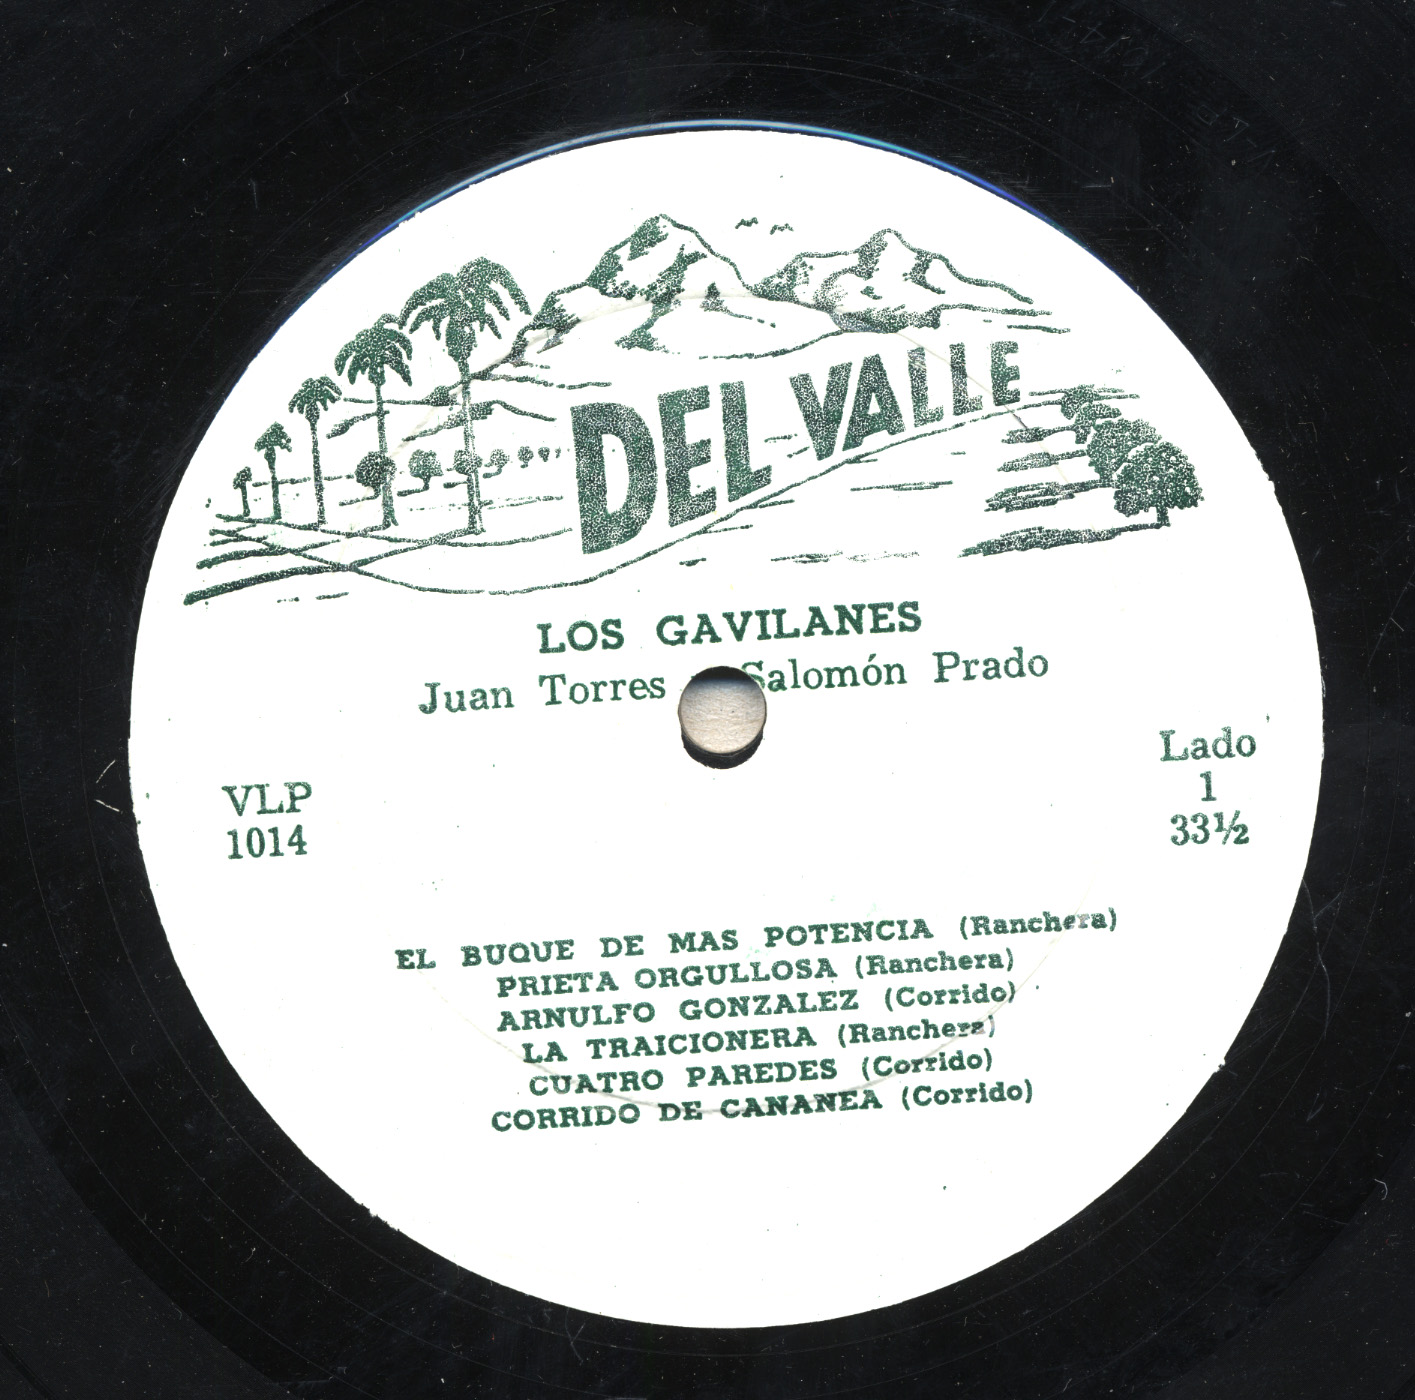 DEL VALLE
LOS GAVILANES
Juan Torres Salomón Prado
VLP
1014
Lado
1
33½
EL BUQUE DE MAS POTENCIA (Ranchera)
PRIETA ORGULLOSA (Ranchera)
ARNULFO GONZALEZ (Corrido)
LA TRAICIONERA (Ranchera)
CUATRO PAREDES (Corrido)
CORRIDO DE CANANEA (Corrido)